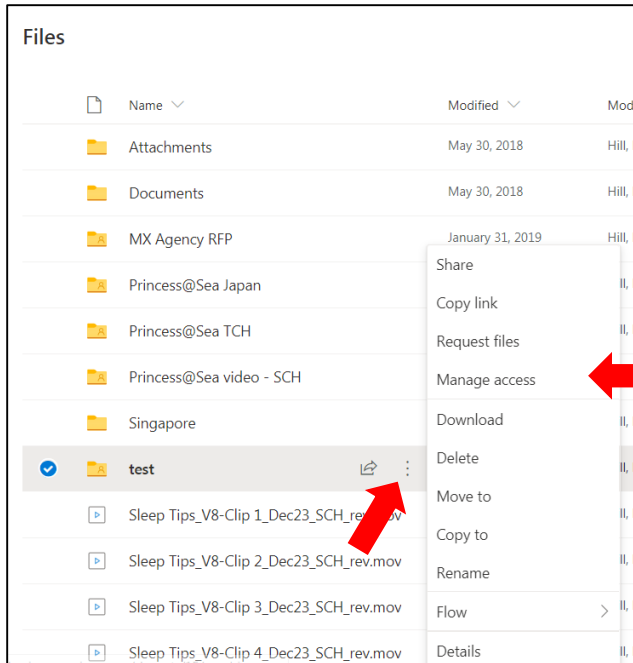 Files
Name Modified Mod
Attachments May 30, 2018 Hill,
Documents May 30, 2018 Hill,
MX Agency RFP January 31, 2019 Hill,
Share
Princess@Sea Japan
Copy link
Princess@Sea TCH
Request files
Princess@Sea video - SCH
Manage access
Singapore
Download
Delete
test
Move to
Sleep Tips_V8-Clip 1_Dec23_SCH_rev.mov
Copy to
Sleep Tips_V8-Clip 2_Dec23_SCH_rev.mov
Rename
Sleep Tips_V8-Clip 3_Dec23_SCH_rev.mov
Flow
Sleep Tips_V8-Clip 4_Dec23_SCH_rev.mov
Details